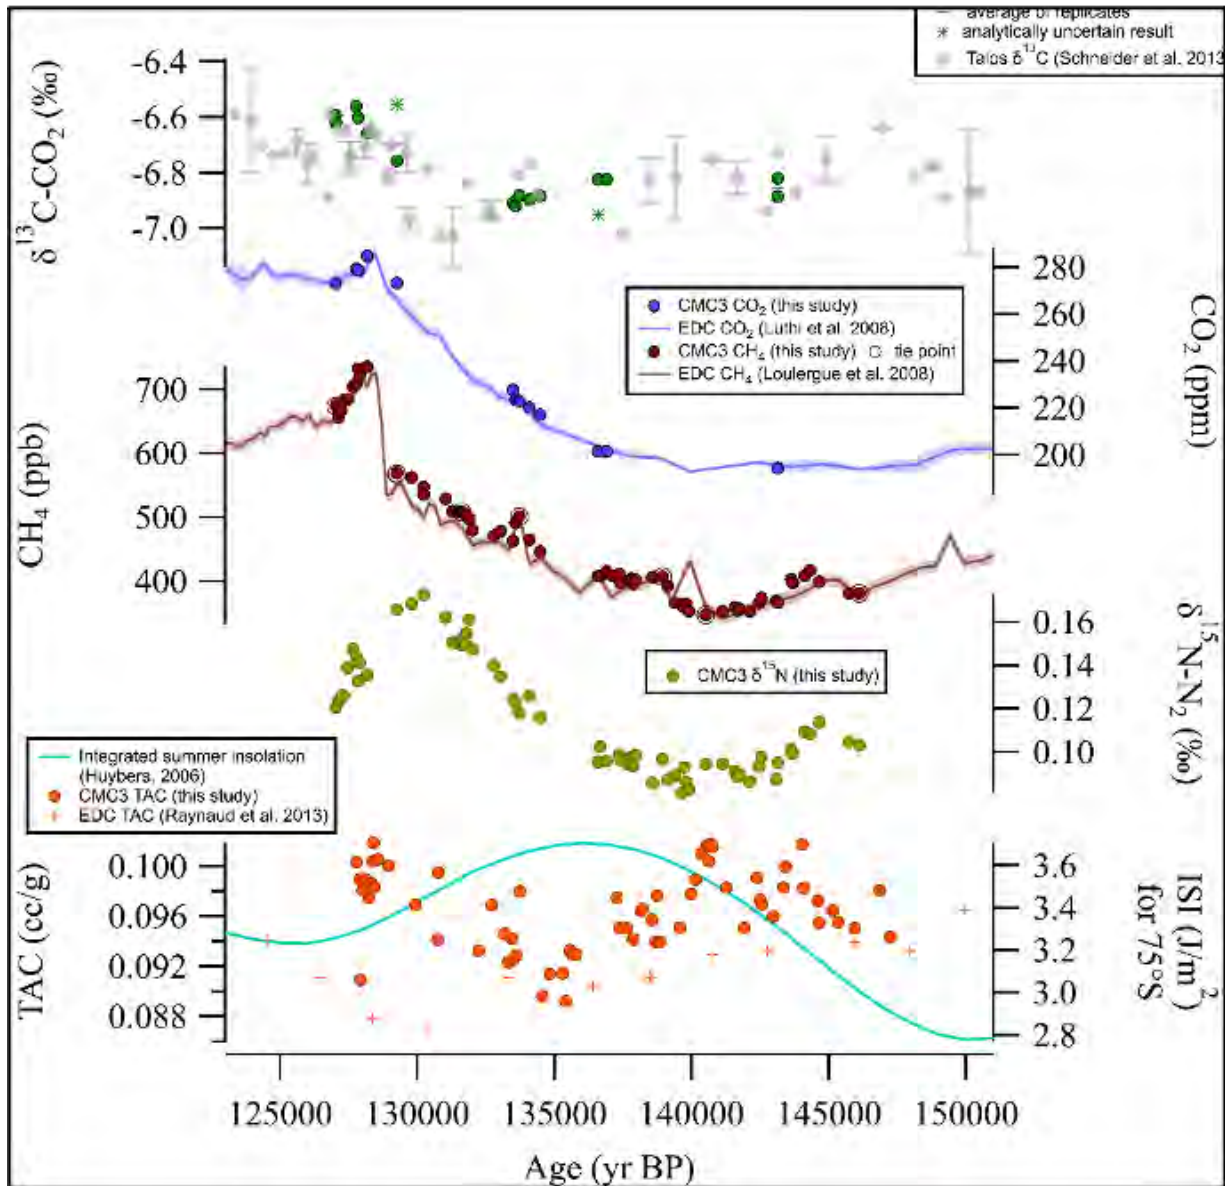 average of replicates
* analytically uncertain result
Talos δ¹³C (Schneider et al. 2013
δ¹³C-CO₂ (‰)
-6.4
-6.6
-6.8
-7.0
280
260
240
220
200
CO₂ (ppm)
CMC3 CO₂ (this study)
EDC CO₂ (Luthi et al. 2008)
CMC3 CH₄ (this study) tie point
EDC CH₄ (Loulergue et al. 2008)
CH₄ (ppb)
700
600
500
400
0.16
0.14
0.12
0.10
δ¹⁵N-N₂ (‰)
CMC3 δ¹⁵N (this study)
Integrated summer insolation
(Huybers, 2006)
CMC3 TAC (this study)
+ EDC TAC (Raynaud et al. 2013)
TAC (cc/g)
0.100
0.096
0.092
0.088
3.6
3.4
3.2
3.0
2.8
ISI (J/m²)
for 75°S
125000 130000 135000 140000 145000 150000
Age (yr BP)